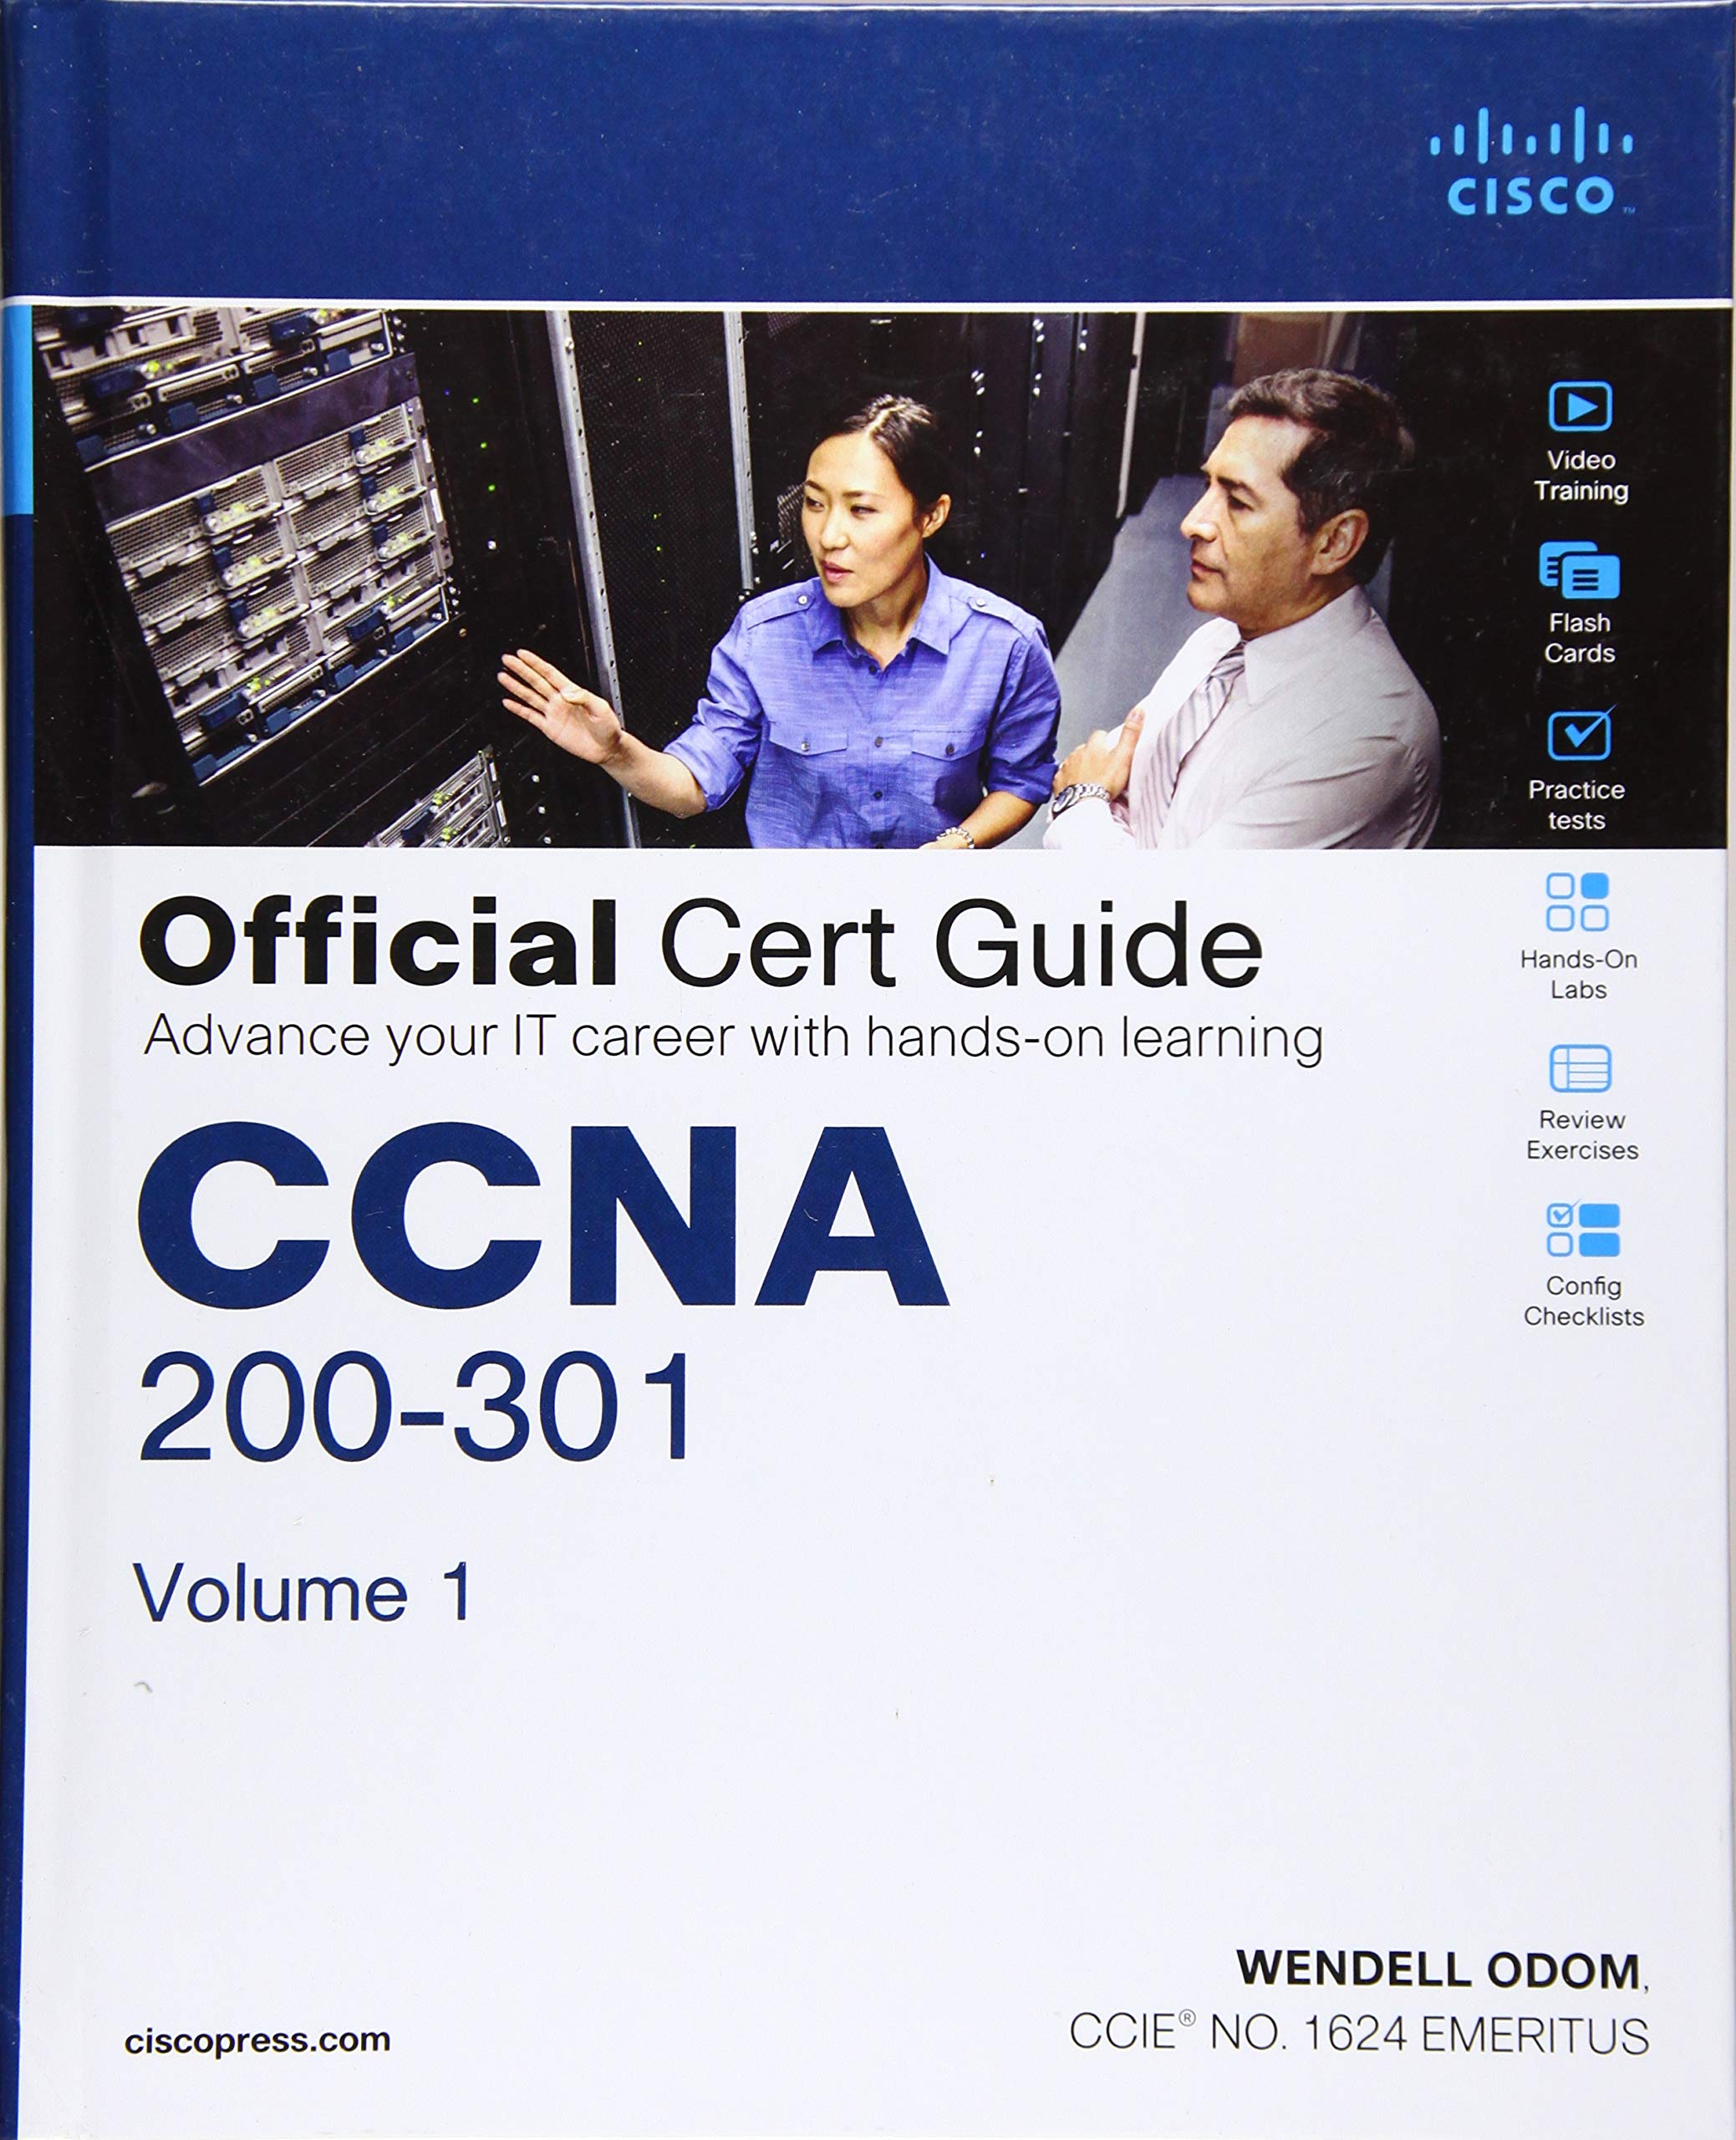 CISCO™
Video
Training
Flash
Cards
Practice
tests
Official Cert Guide
Advance your IT career with hands-on learning
CCNA
200-301
Volume 1
Hands-On
Labs
Review
Exercises
Config
Checklists
WENDELL ODOM,
CCIE® NO. 1624 EMERITUS
ciscopress.com